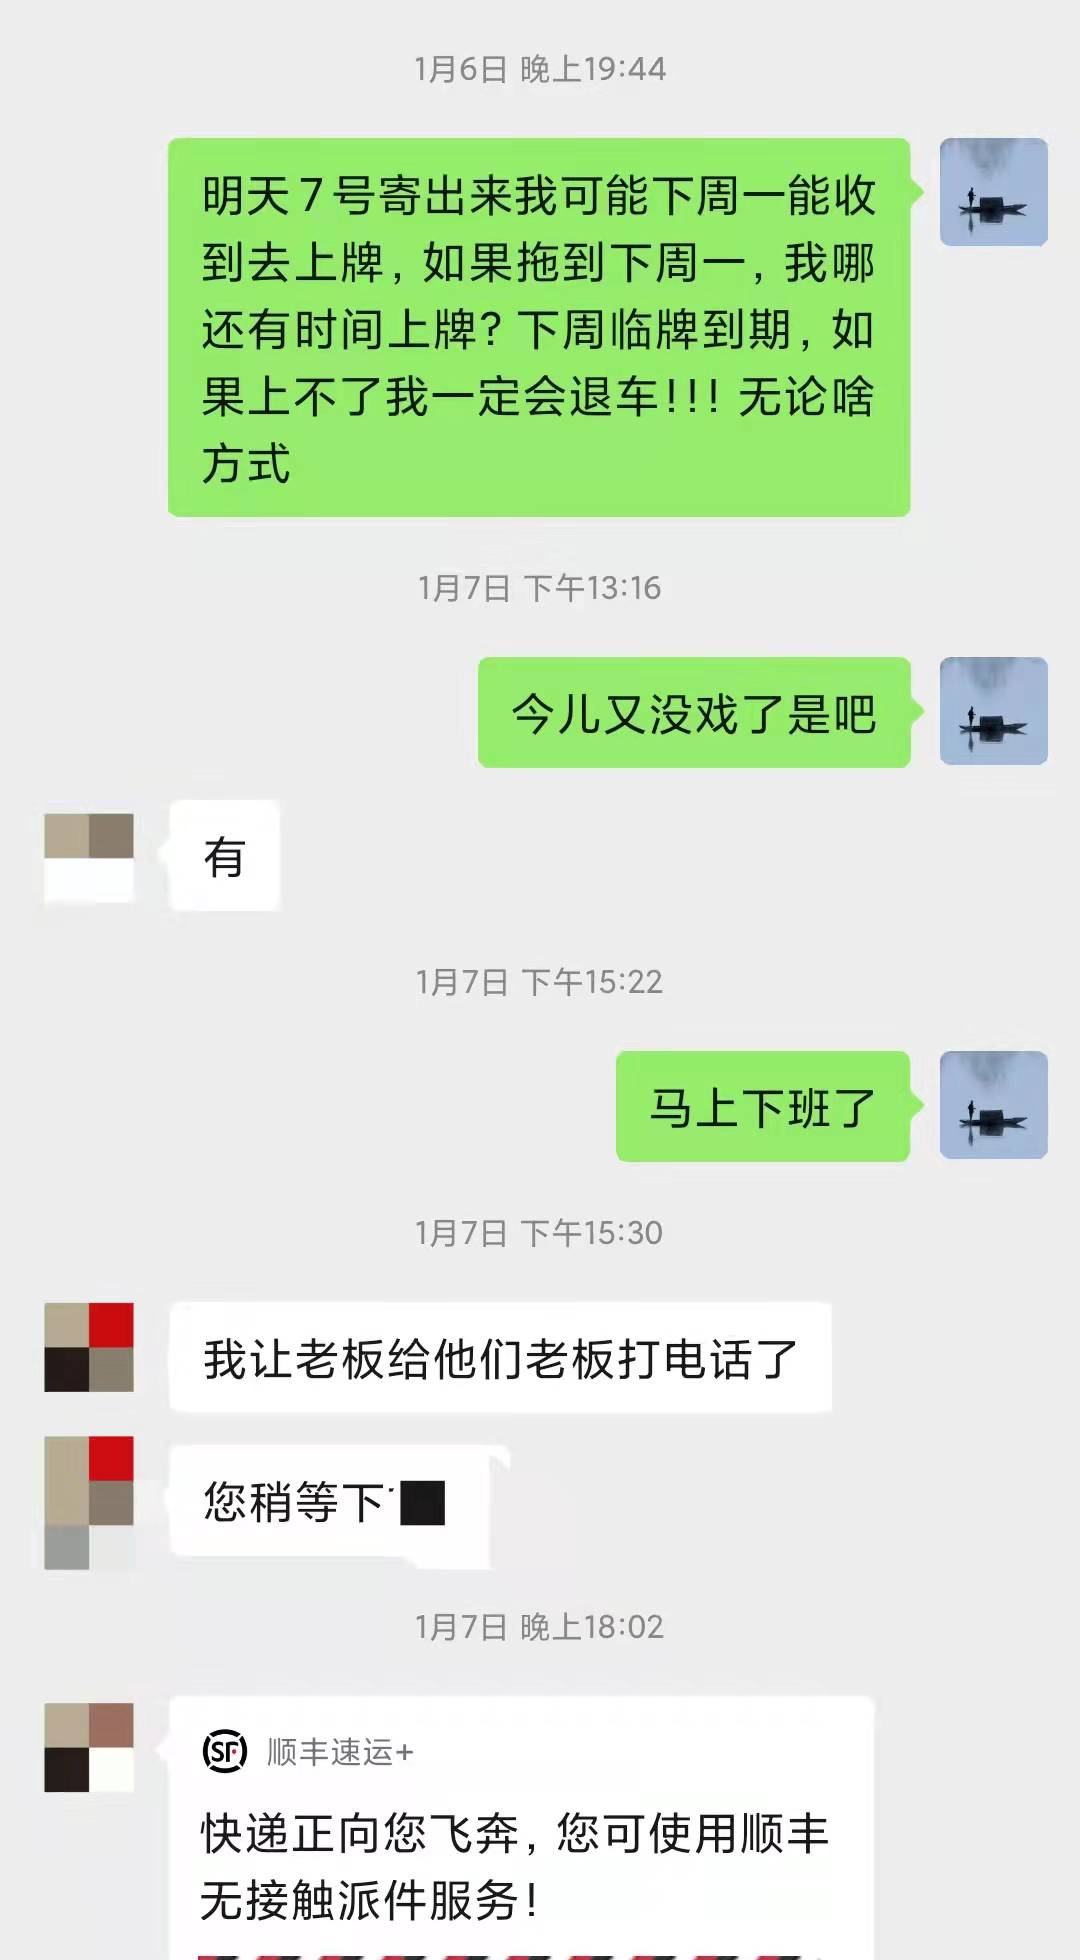 1月6日 晚上19:44
明天7号寄出来我可能下周一能收
到去上牌，如果拖到下周一，我哪
还有时间上牌？下周临牌到期，如
果上不了我一定会退车!!! 无论啥
方式
1月7日 下午13:16
今儿又没戏了是吧
有
1月7日 下午15:22
马上下班了
1月7日 下午15:30
我让老板给他们老板打电话了
您稍等下
1月7日 晚上18:02
SF 顺丰速运+
快递正向您飞奔，您可使用顺丰
无接触派件服务！